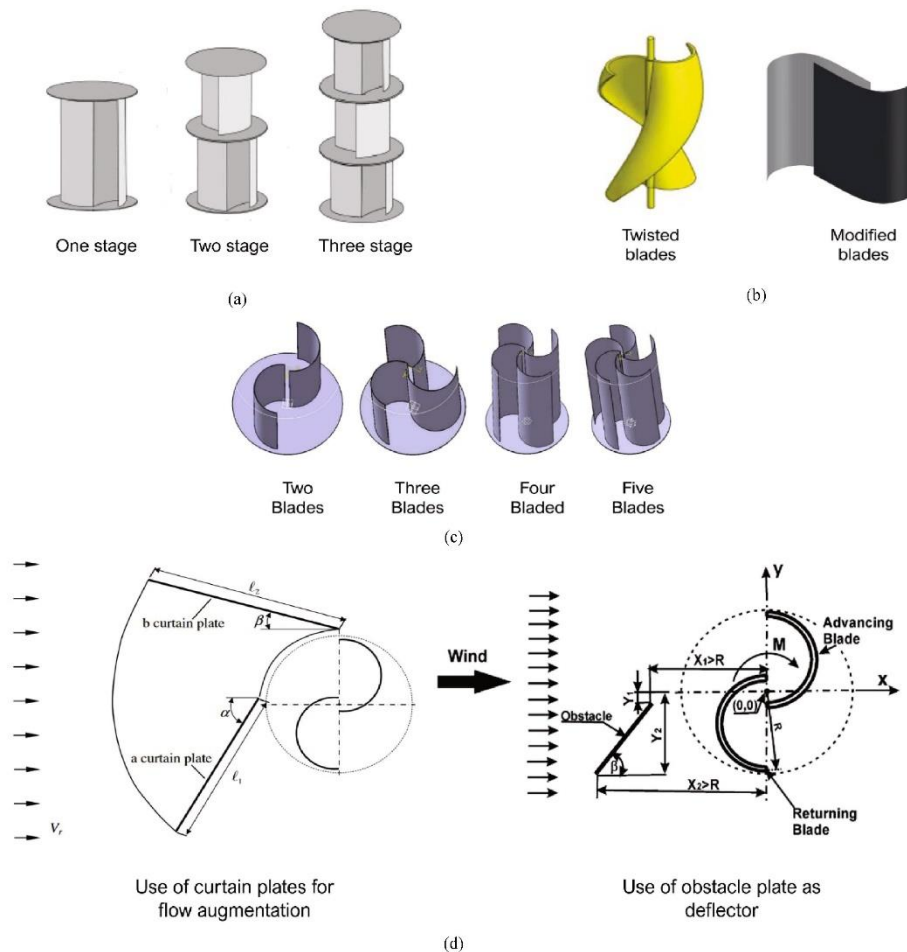 (a)
One stage
Two stage
Three stage
(a)
Twisted
blades
Modified
blades
(b)
Two
Blades
Three
Blades
Four
Bladed
Five
Blades
(c)
ℓ₂
b curtain plate
β
α
a curtain plate
ℓ₁
Vᵣ
Use of curtain plates for
flow augmentation
Wind
y
Advancing
Blade
M
X₁>R
x
Y₁
(0,0)
Obstacle
Y₂
R
β
X₂>R
Returning
Blade
Use of obstacle plate as
deflector
(d)